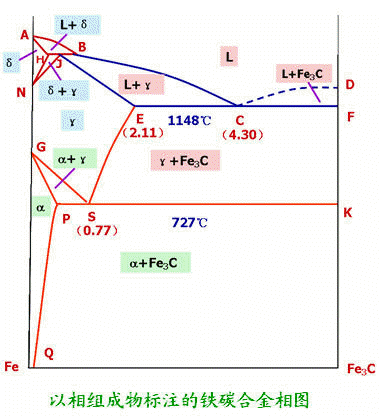 L+ δ
A
B
L
δ
H
J
L+Fe₃C
L+ ɤ
D
N
δ+ ɤ
E
(2.11)
1148℃
C
(4.30)
F
ɤ
G
α+ ɤ
ɤ+Fe₃C
α
P
S
(0.77)
K
727℃
α+Fe₃C
Q
Fe
Fe₃C
以相组成物标注的铁碳合金相图